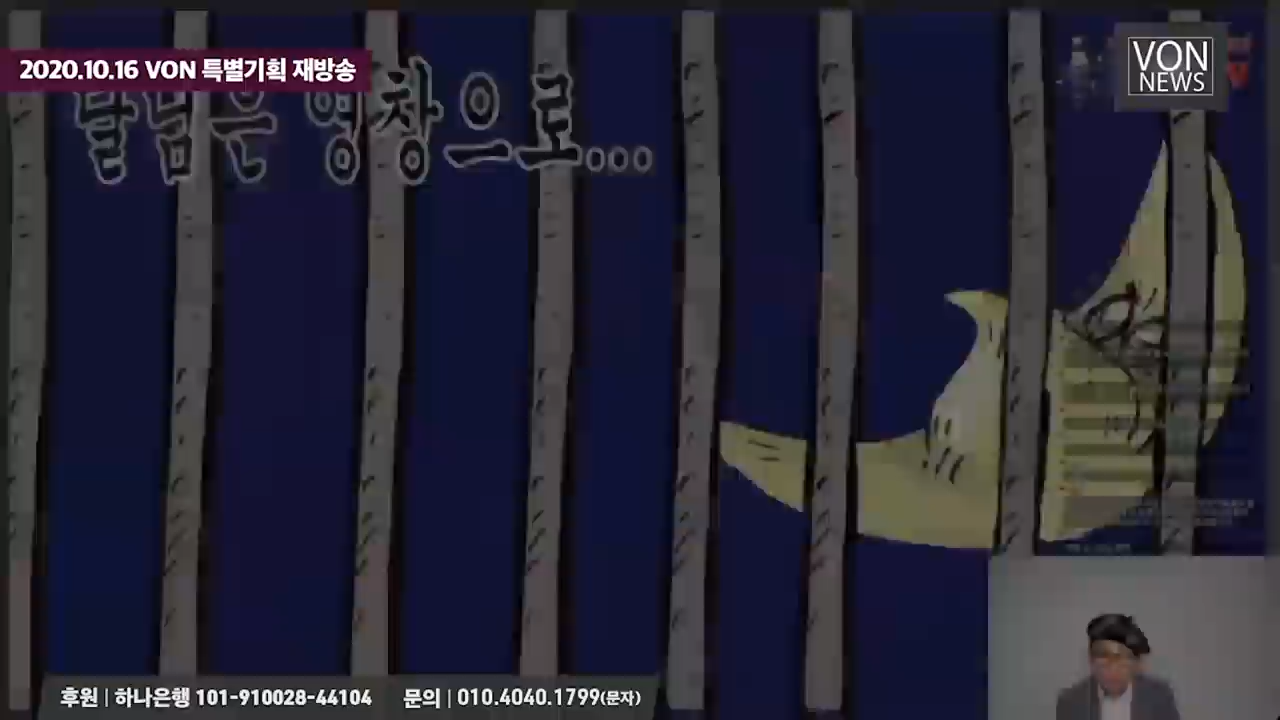 2020.10.16 VON 특별기획 재방송
VON
NEWS
달님은 영창으로...
후원 | 하나은행 101-910028-44104 문의 | 010.4040.1799(문자)